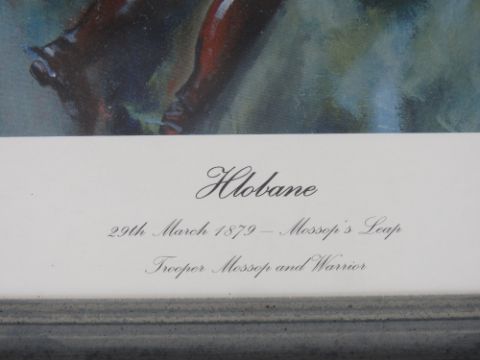 Hlobane
29th March 1879 – Mossop's Leap
Trooper Mossop and Warrior